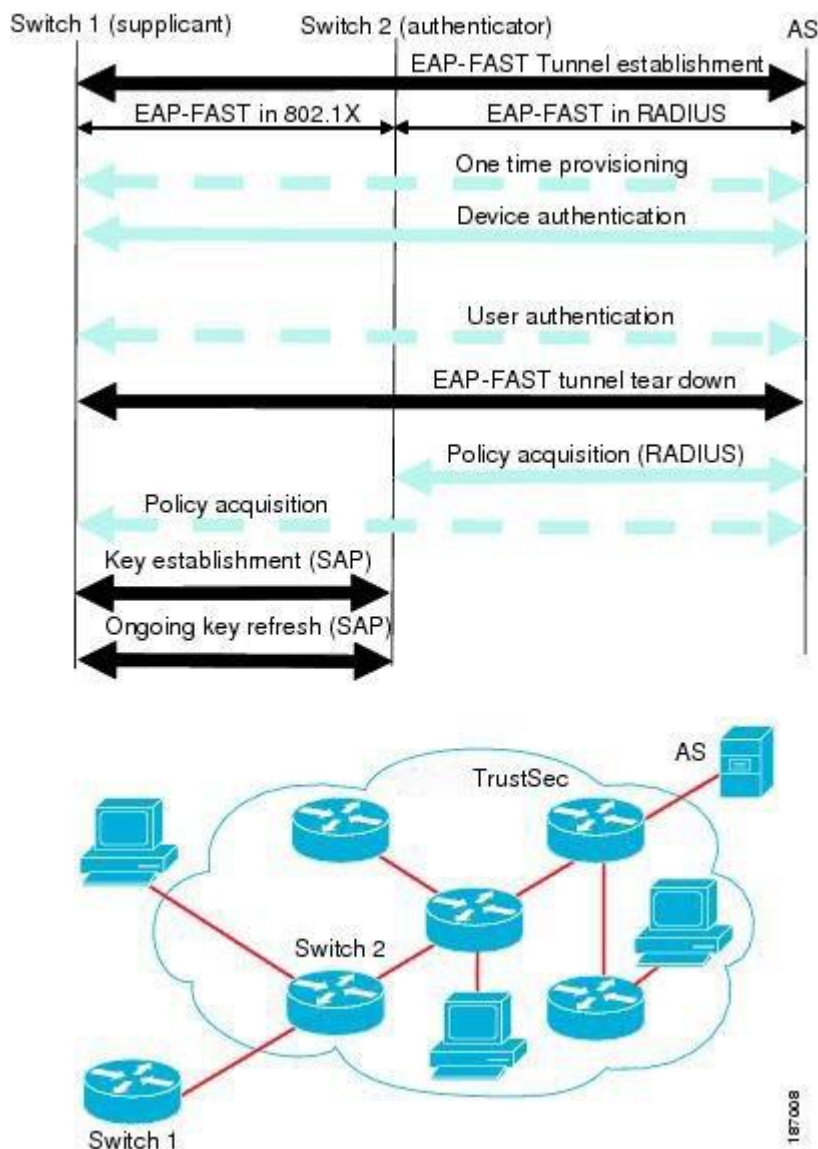 Switch 1 (supplicant)
Switch 2 (authenticator)
AS
EAP-FAST Tunnel establishment
EAP-FAST in 802.1X
EAP-FAST in RADIUS
One time provisioning
Device authentication
User authentication
EAP-FAST tunnel tear down
Policy acquisition (RADIUS)
Policy acquisition
Key establishment (SAP)
Ongoing key refresh (SAP)
AS
TrustSec
Switch 2
Switch 1
187008